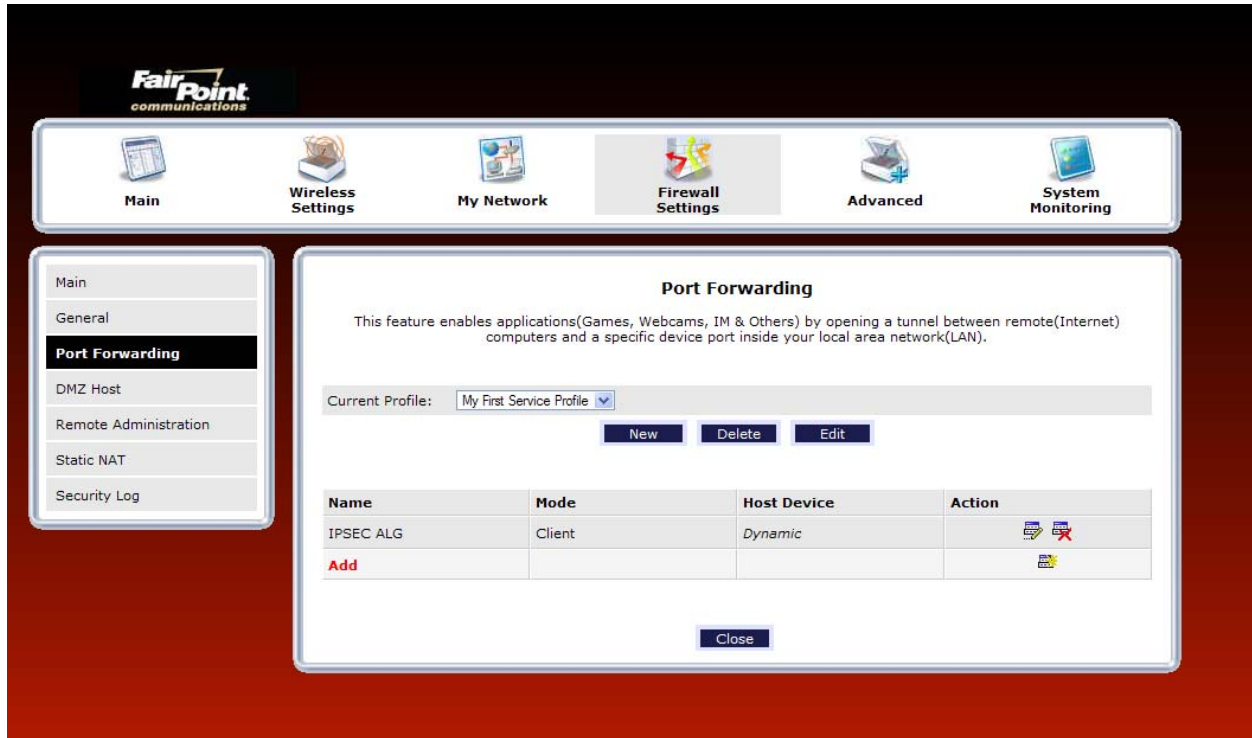 FairPoint.
communications
Main
Wireless
Settings
My Network
Firewall
Settings
Advanced
System
Monitoring
Main
General
Port Forwarding
DMZ Host
Remote Administration
Static NAT
Security Log
Port Forwarding
This feature enables applications(Games, Webcams, IM & Others) by opening a tunnel between remote(Internet)
computers and a specific device port inside your local area network(LAN).
Current Profile: My First Service Profile
New Delete Edit
Name Mode Host Device Action
IPSEC ALG Client Dynamic
Add
Close